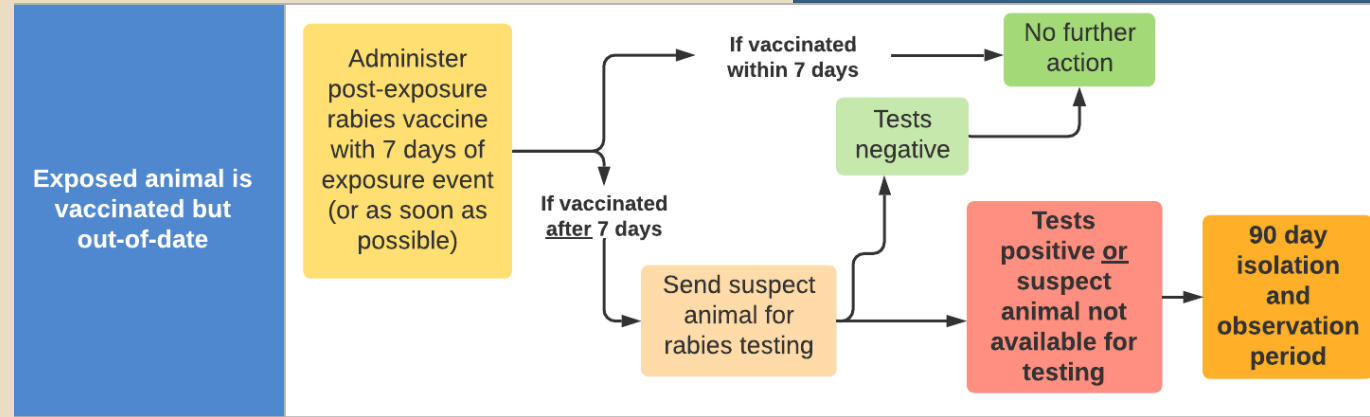 Exposed animal is
vaccinated but
out-of-date
Administer
post-exposure
rabies vaccine
with 7 days of
exposure event
(or as soon as
possible)
If vaccinated
within 7 days
No further
action
If vaccinated
after 7 days
Tests
negative
Send suspect
animal for
rabies testing
Tests
positive or
suspect
animal not
available for
testing
90 day
isolation
and
observation
period